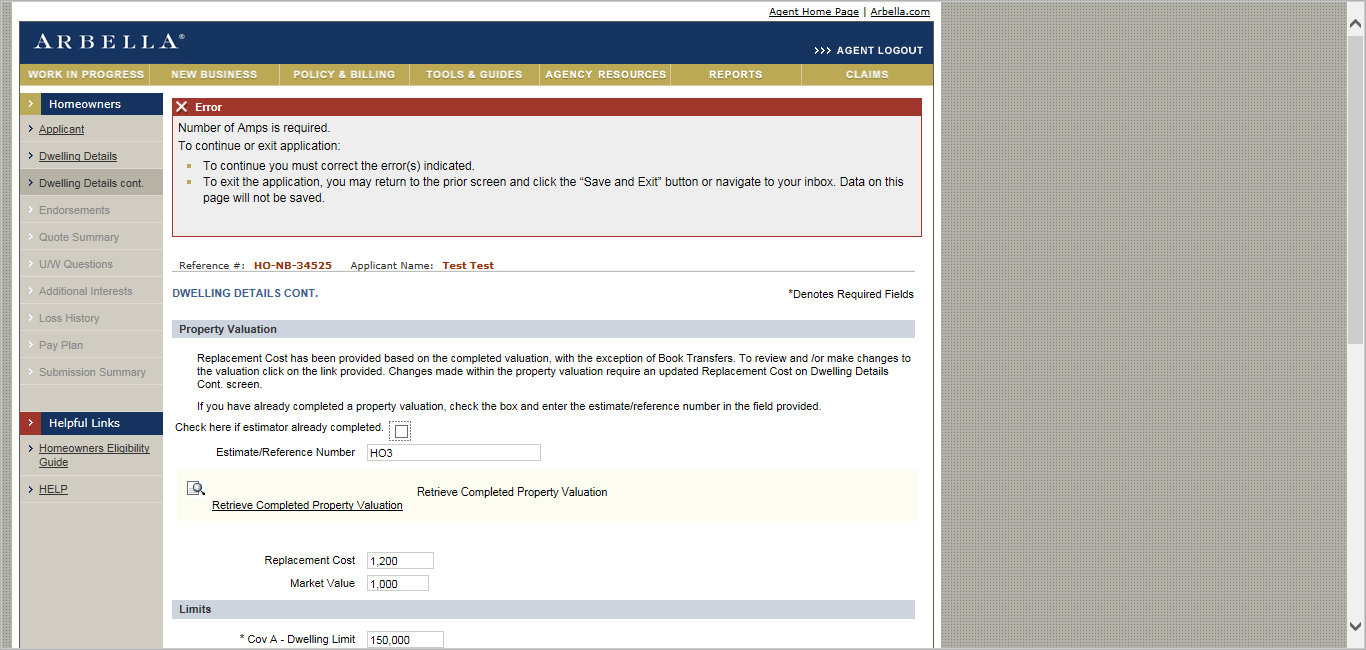 Agent Home Page | Arbella.com
ARBELLA®
>>> AGENT LOGOUT
WORK IN PROGRESS NEW BUSINESS POLICY & BILLING TOOLS & GUIDES AGENCY RESOURCES REPORTS CLAIMS
Homeowners
Applicant
Dwelling Details
Dwelling Details cont.
Endorsements
Quote Summary
U/W Questions
Additional Interests
Loss History
Pay Plan
Submission Summary
Helpful Links
Homeowners Eligibility
Guide
HELP
Error
Number of Amps is required.
To continue or exit application:
To continue you must correct the error(s) indicated.
To exit the application, you may return to the prior screen and click the “Save and Exit” button or navigate to your inbox. Data on this
page will not be saved.
Reference #: HO-NB-34525 Applicant Name: Test Test
DWELLING DETAILS CONT. *Denotes Required Fields
Property Valuation
Replacement Cost has been provided based on the completed valuation, with the exception of Book Transfers. To review and /or make changes to
the valuation click on the link provided. Changes made within the property valuation require an updated Replacement Cost on Dwelling Details
Cont. screen.
If you have already completed a property valuation, check the box and enter the estimate/reference number in the field provided.
Check here if estimator already completed.
Estimate/Reference Number HO3
Retrieve Completed Property Valuation
Retrieve Completed Property Valuation
Replacement Cost 1,200
Market Value 1,000
Limits
* Cov A - Dwelling Limit 150,000